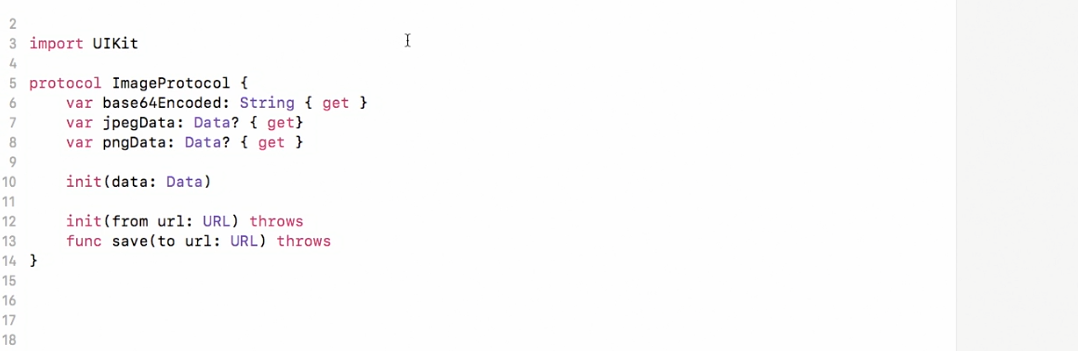 2
3 import UIKit
4
5 protocol ImageProtocol {
6     var base64Encoded: String { get }
7     var jpegData: Data? { get}
8     var pngData: Data? { get }
9
10     init(data: Data)
11
12     init(from url: URL) throws
13     func save(to url: URL) throws
14 }
15
16
17
18